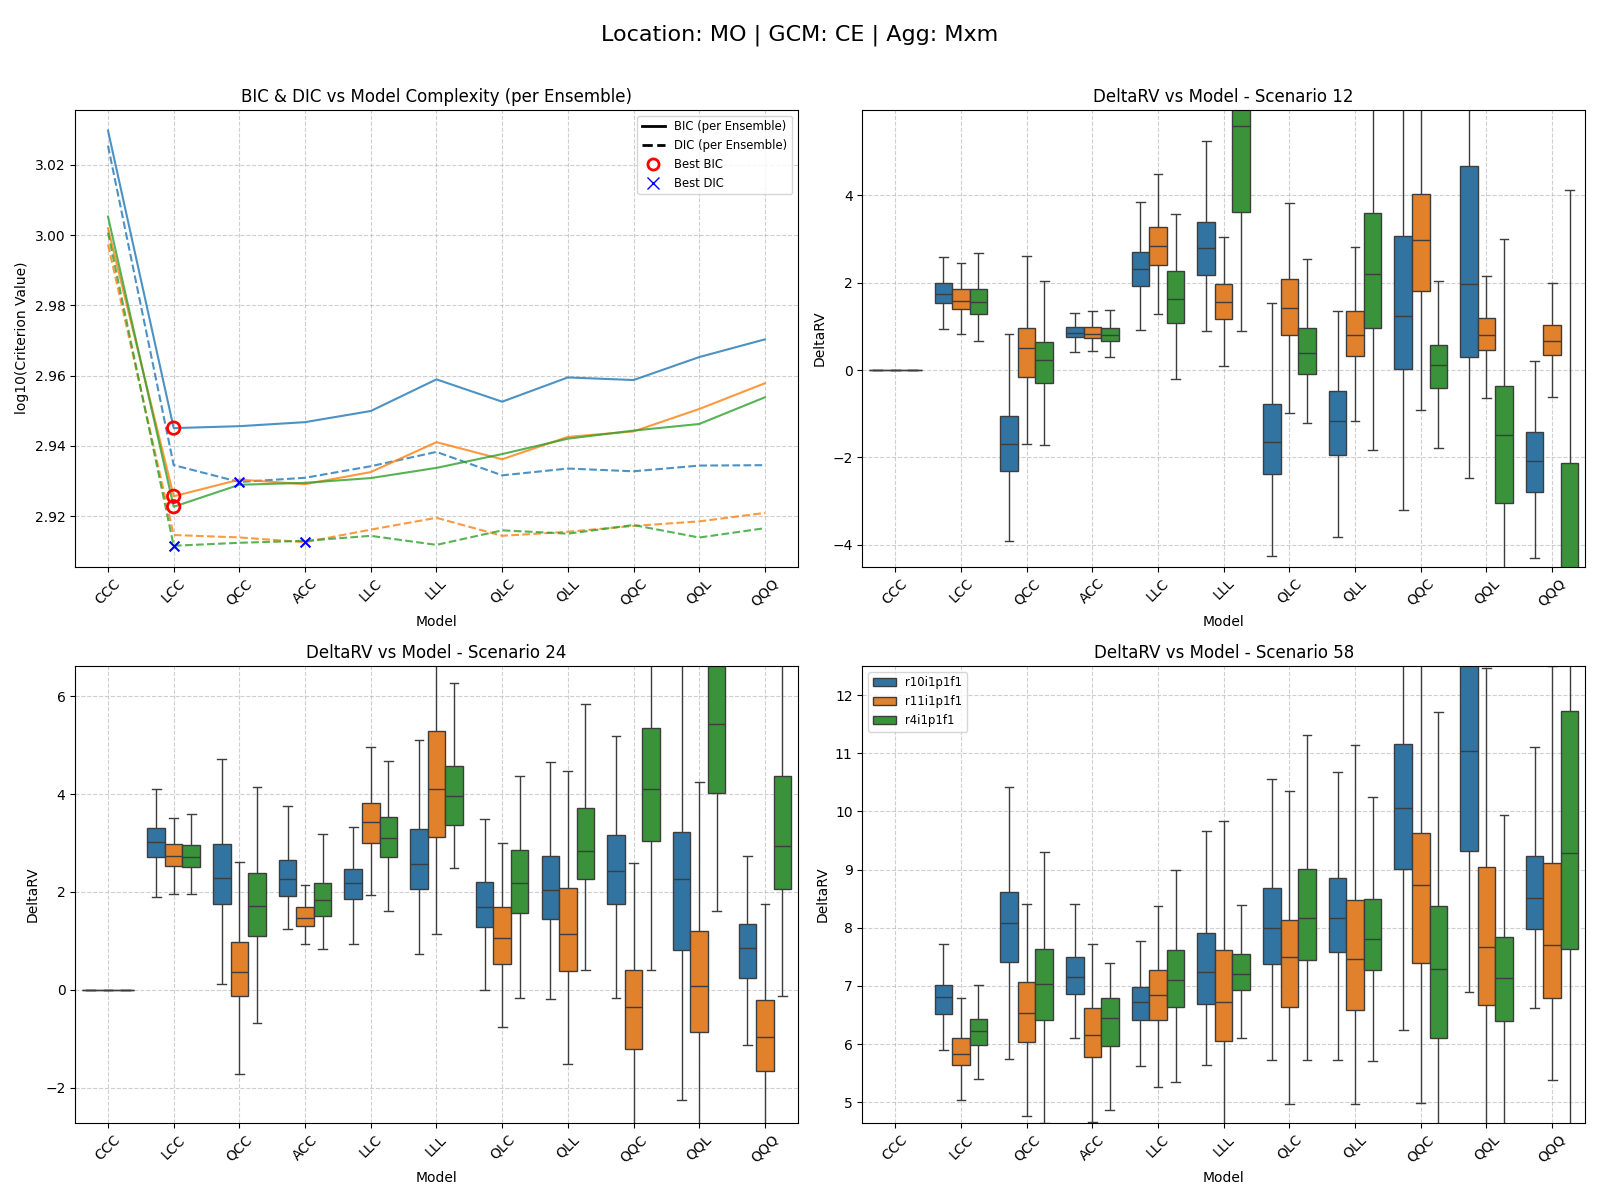 Location: MO | GCM: CE | Agg: Mxm
BIC & DIC vs Model Complexity (per Ensemble)
log10(Criterion Value)
3.02
3.00
2.98
2.96
2.94
2.92
BIC (per Ensemble)
DIC (per Ensemble)
Best BIC
Best DIC
CCC LCC QCC ACC LLC LLL QLC QLL QQC QQL QQQ
Model
DeltaRV vs Model - Scenario 12
DeltaRV
4
2
0
−2
−4
CCC LCC QCC ACC LLC LLL QLC QLL QQC QQL QQQ
Model
DeltaRV vs Model - Scenario 24
DeltaRV
6
4
2
0
−2
CCC LCC QCC ACC LLC LLL QLC QLL QQC QQL QQQ
Model
DeltaRV vs Model - Scenario 58
DeltaRV
12
11
10
9
8
7
6
5
r10i1p1f1
r11i1p1f1
r4i1p1f1
CCC LCC QCC ACC LLC LLL QLC QLL QQC QQL QQQ
Model